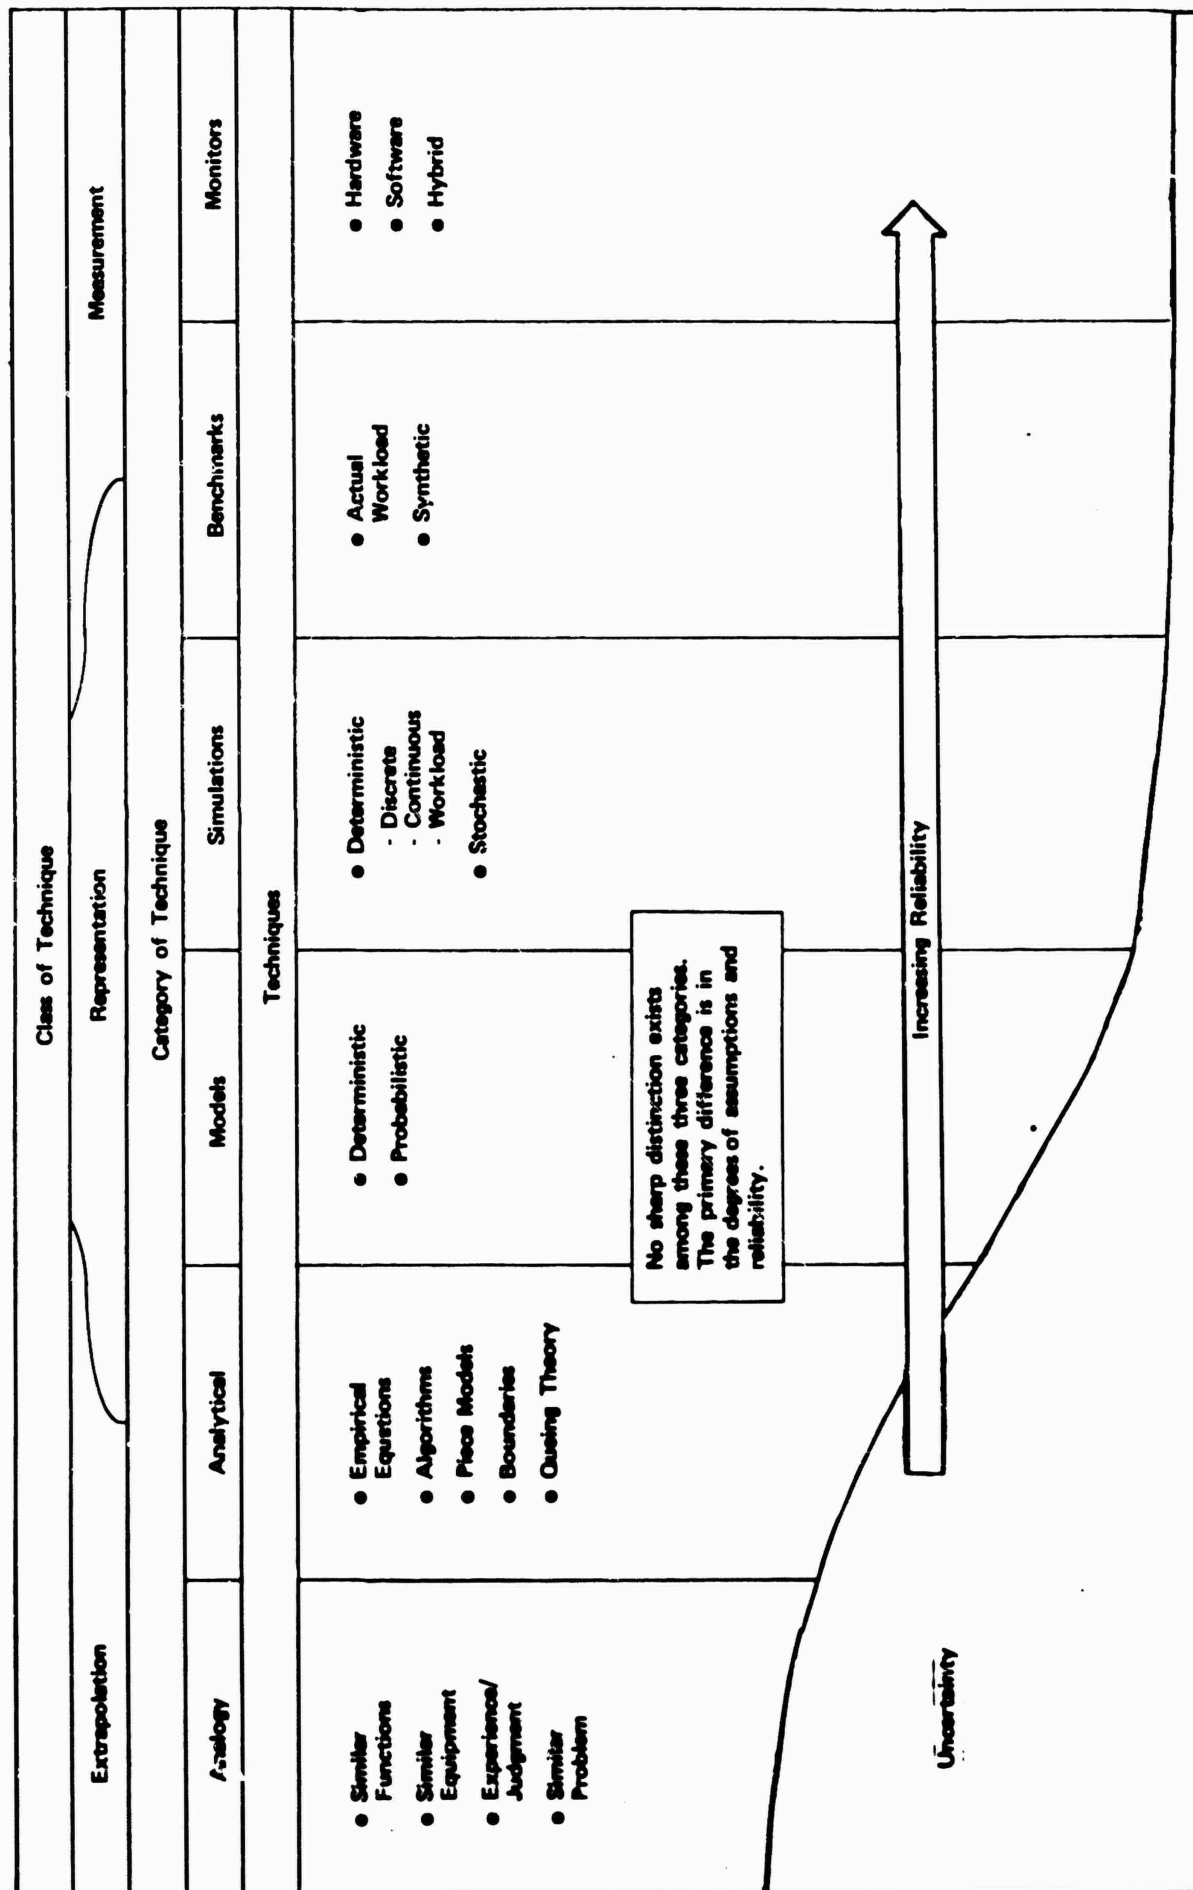 Class of Technique
Extrapolation
Representation
Measurement
Category of Technique
Analogy
Analytical
Models
Simulations
Benchmarks
Monitors
Techniques
● Similar
Functions
● Similar
Equipment
● Experience/
Judgment
● Similar
Problem
● Empirical
Equations
● Algorithms
● Piece Models
● Boundaries
● Queing Theory
● Deterministic
● Probabilistic
● Deterministic
- Discrete
- Continuous
- Workload
● Stochastic
● Actual
Workload
● Synthetic
● Hardware
● Software
● Hybrid
No sharp distinction exists
among these three categories.
The primary difference is in
the degrees of assumptions and
reliability.
Increasing Reliability
Uncertainty